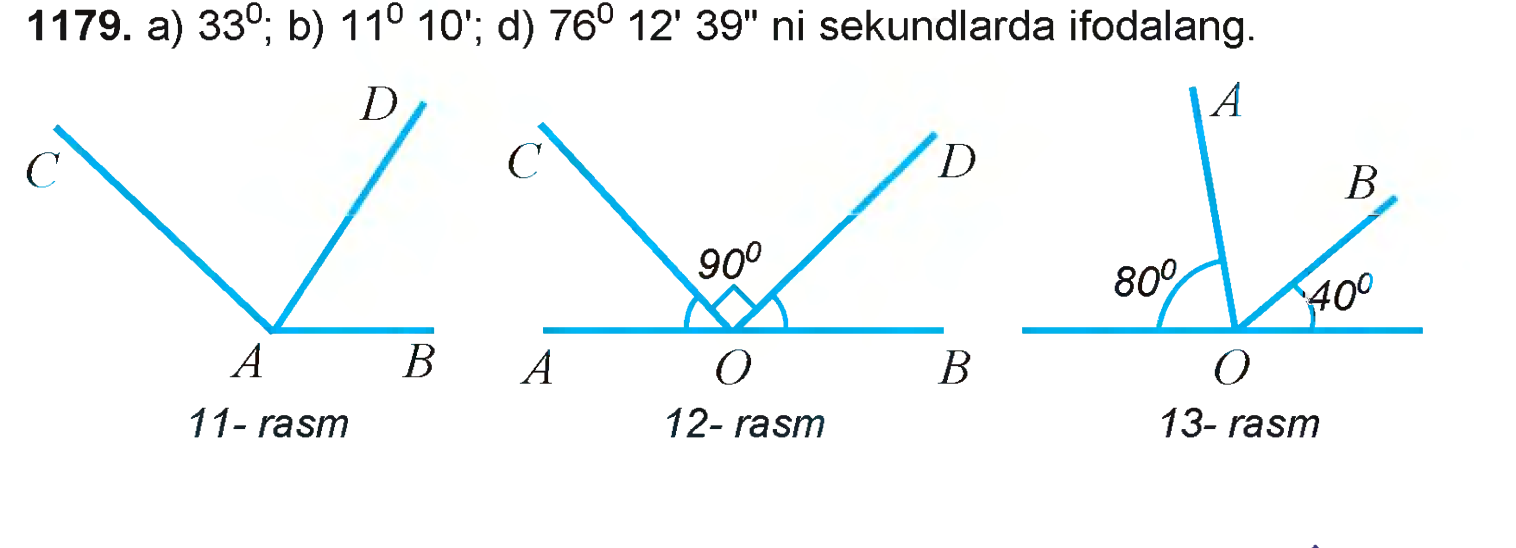 1179. a) 33⁰; b) 11⁰ 10'; d) 76⁰ 12' 39" ni sekundlarda ifodalang.
C D A B
C D 90⁰ A O B
A B 80⁰ 40⁰ O
11- rasm 12- rasm 13- rasm